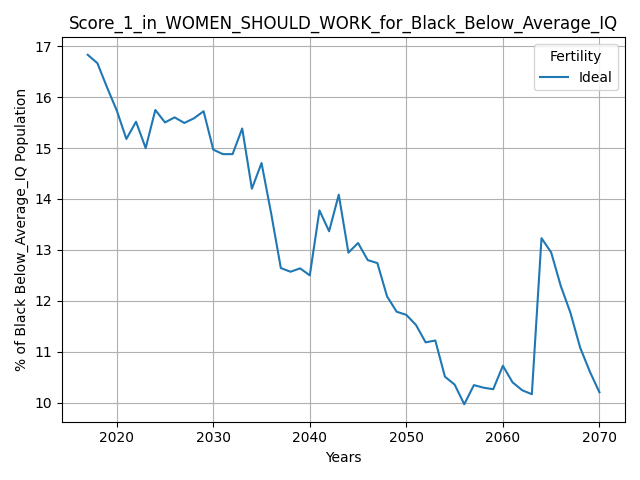 Score_1_in_WOMEN_SHOULD_WORK_for_Black_Below_Average_IQ
% of Black Below_Average_IQ Population
17
16
15
14
13
12
11
10
Fertility
Ideal
2020 2030 2040 2050 2060 2070
Years